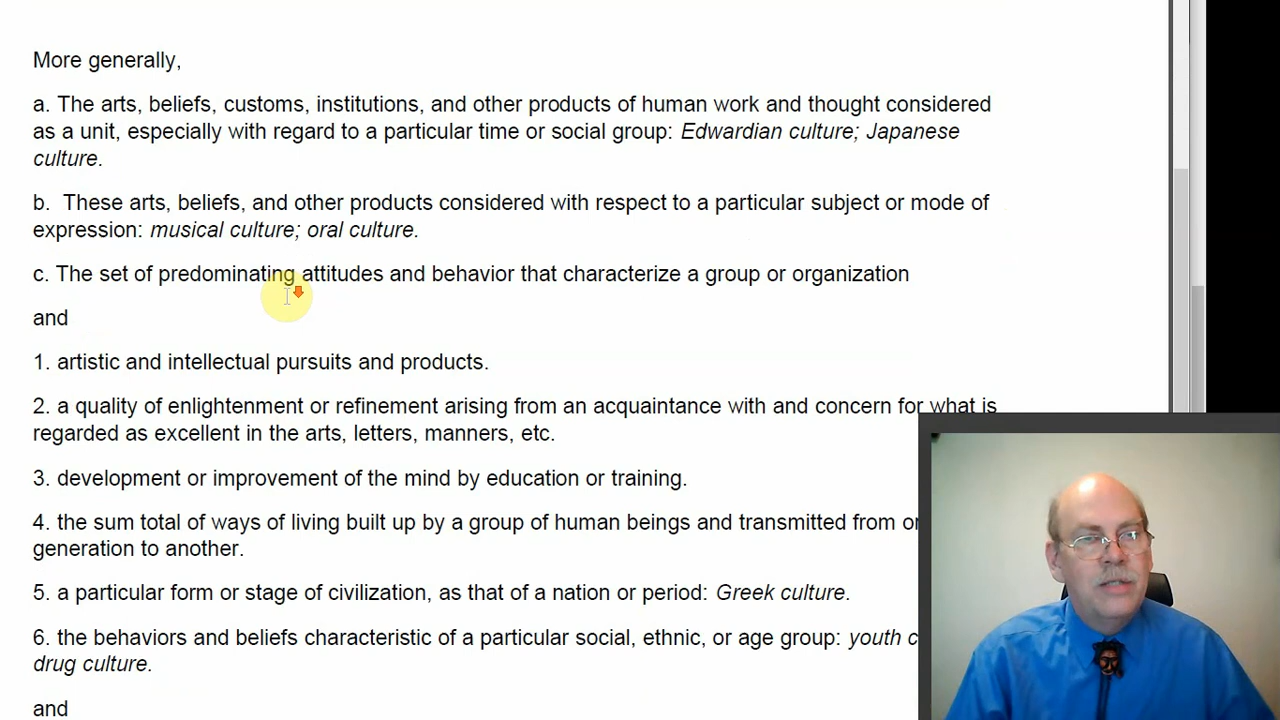 More generally,
a. The arts, beliefs, customs, institutions, and other products of human work and thought considered
as a unit, especially with regard to a particular time or social group: Edwardian culture; Japanese
culture.
b.  These arts, beliefs, and other products considered with respect to a particular subject or mode of
expression: musical culture; oral culture.
c. The set of predominating attitudes and behavior that characterize a group or organization
and
1. artistic and intellectual pursuits and products.
2. a quality of enlightenment or refinement arising from an acquaintance with and concern for what is
regarded as excellent in the arts, letters, manners, etc.
3. development or improvement of the mind by education or training.
4. the sum total of ways of living built up by a group of human beings and transmitted from
generation to another.
5. a particular form or stage of civilization, as that of a nation or period: Greek culture.
6. the behaviors and beliefs characteristic of a particular social, ethnic, or age group: youth
drug culture.
and